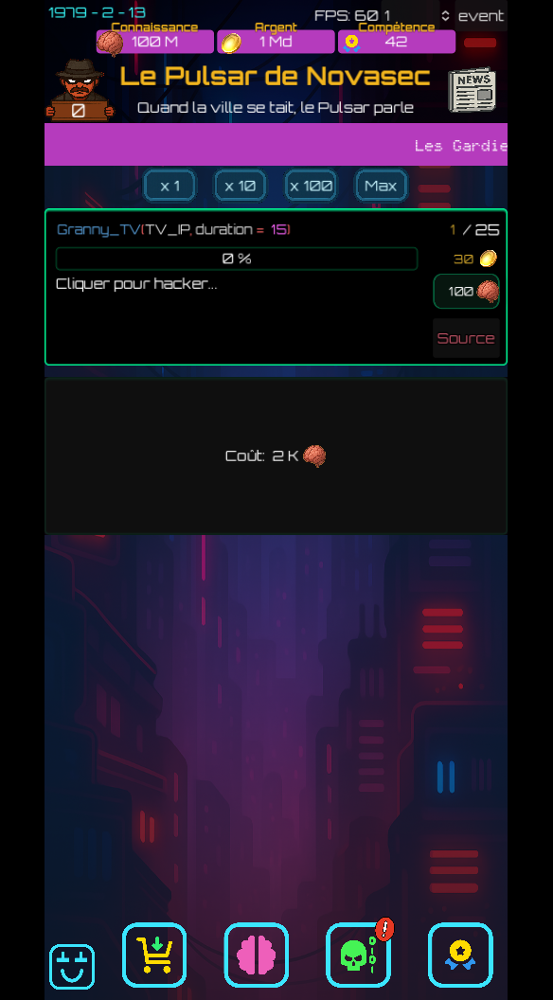 1979 - 2 - 13
FPS: 60 1
event
Connaissance
Argent
Compétence
100 M
1 Md
42
Le Pulsar de Novasec
NEWS
0
Quand la ville se tait, le Pulsar parle
Les Gardie
x 1
x 10
x 100
Max
Granny_TV(TV_IP, duration = 15)
1 / 25
0 %
30
Cliquer pour hacker...
100
Source
Coût: 2 K